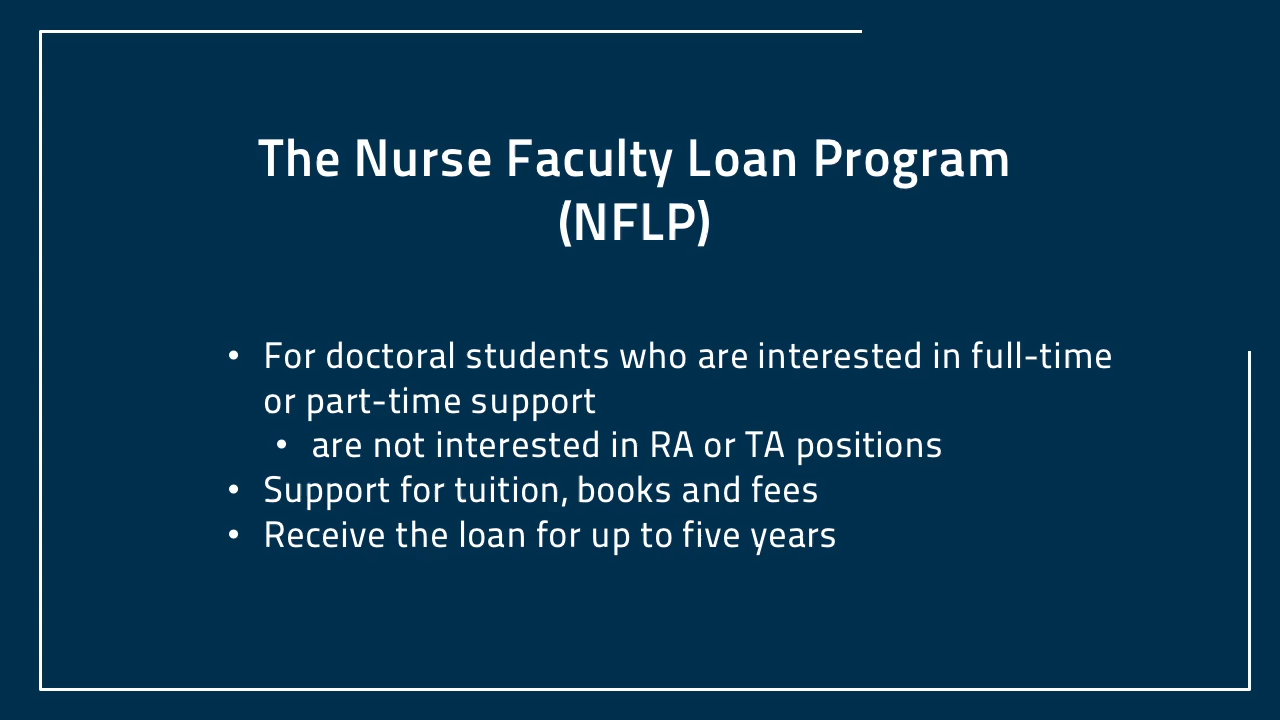 The Nurse Faculty Loan Program
(NFLP)
• For doctoral students who are interested in full-time
or part-time support
• are not interested in RA or TA positions
• Support for tuition, books and fees
• Receive the loan for up to five years